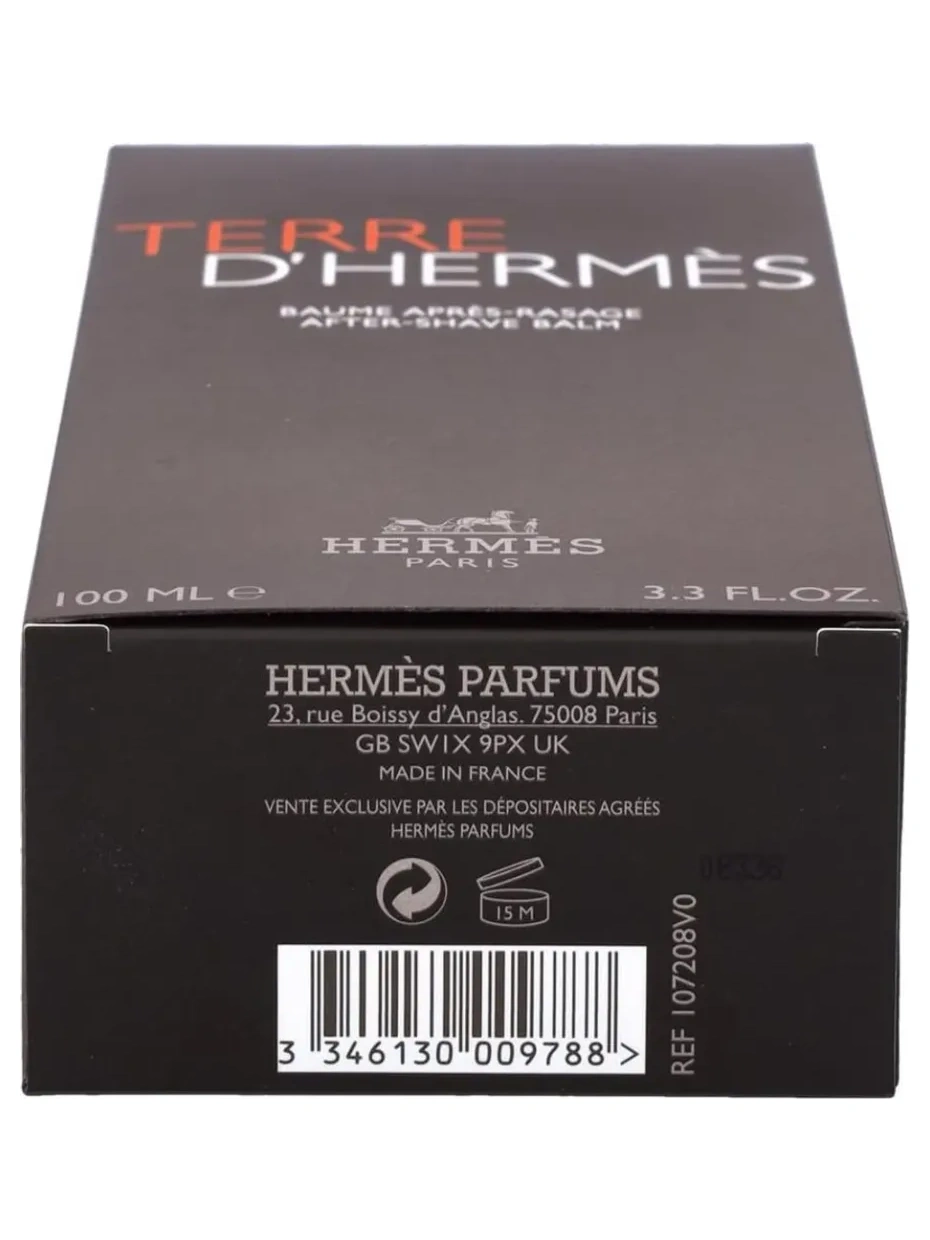 TERRE
D'HERMÈS
BAUME APRÈS-RASAGE
AFTER-SHAVE BALM
HERMÈS
PARIS
100 ML ℮ 3.3 FL.OZ.
HERMÈS PARFUMS
23, rue Boissy d'Anglas. 75008 Paris
GB SW1X 9PX UK
MADE IN FRANCE
VENTE EXCLUSIVE PAR LES DÉPOSITAIRES AGRÉÉS
HERMÈS PARFUMS
15 M
REF 107208V0
3 346130 009788 >